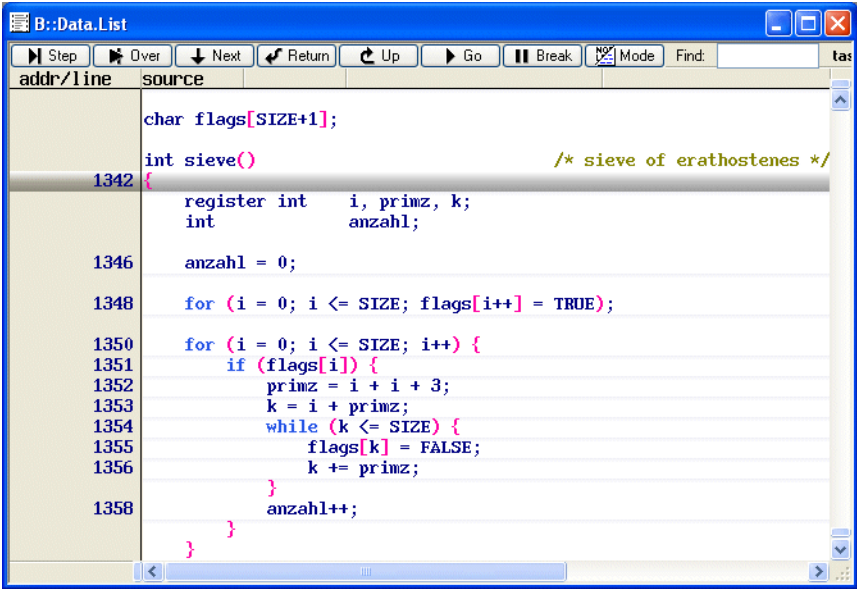 B::Data.List
Step Over Next Return Up Go Break NOP Mode Find: tas
addr/line source
char flags[SIZE+1];
int sieve() /* sieve of erathostenes */
1342 {
register int i, primz, k;
int anzahl;
1346 anzahl = 0;
1348 for (i = 0; i <= SIZE; flags[i++] = TRUE);
1350 for (i = 0; i <= SIZE; i++) {
1351 if (flags[i]) {
1352 primz = i + i + 3;
1353 k = i + primz;
1354 while (k <= SIZE) {
1355 flags[k] = FALSE;
1356 k += primz;
}
1358 anzahl++;
}
}